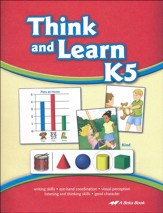 Think
and Learn
K5
Kind
writing skills • eye-hand coordination • visual perception
listening and thinking skills • good character
A Beka Book